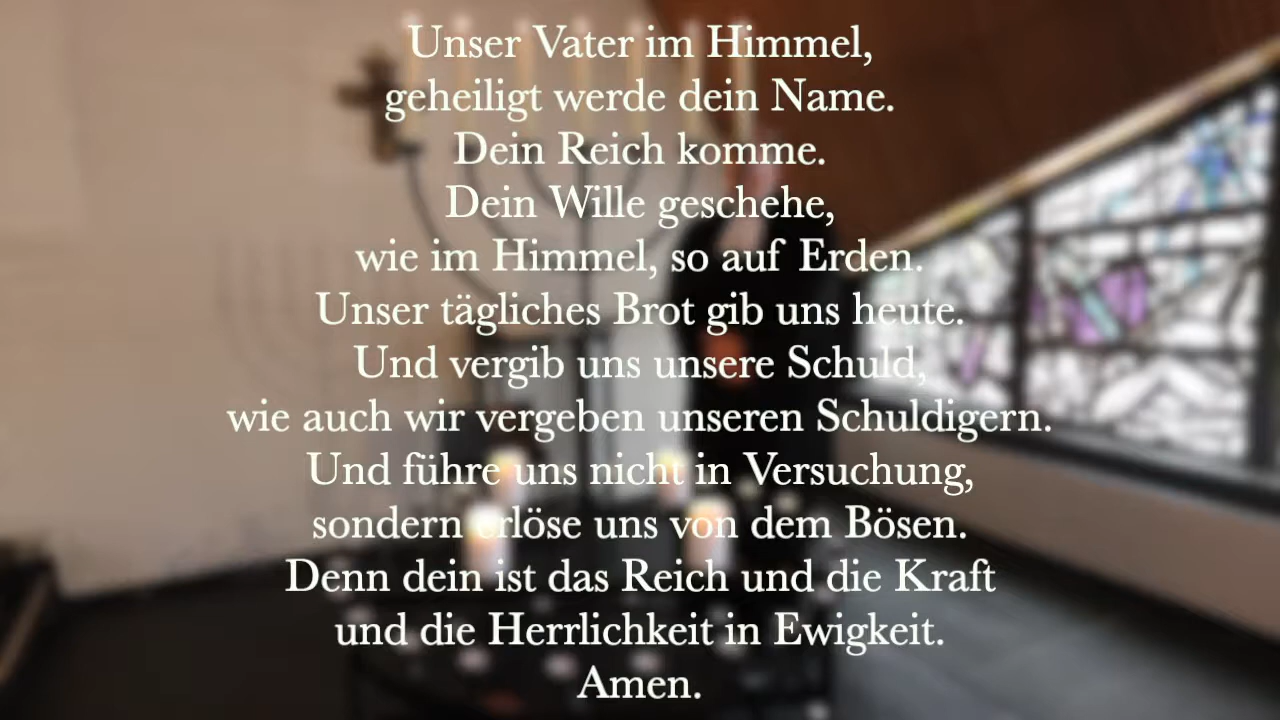 Unser Vater im Himmel,
geheiligt werde dein Name.
Dein Reich komme.
Dein Wille geschehe,
wie im Himmel, so auf Erden.
Unser tägliches Brot gib uns heute.
Und vergib uns unsere Schuld,
wie auch wir vergeben unseren Schuldigern.
Und führe uns nicht in Versuchung,
sondern erlöse uns von dem Bösen.
Denn dein ist das Reich und die Kraft
und die Herrlichkeit in Ewigkeit.
Amen.